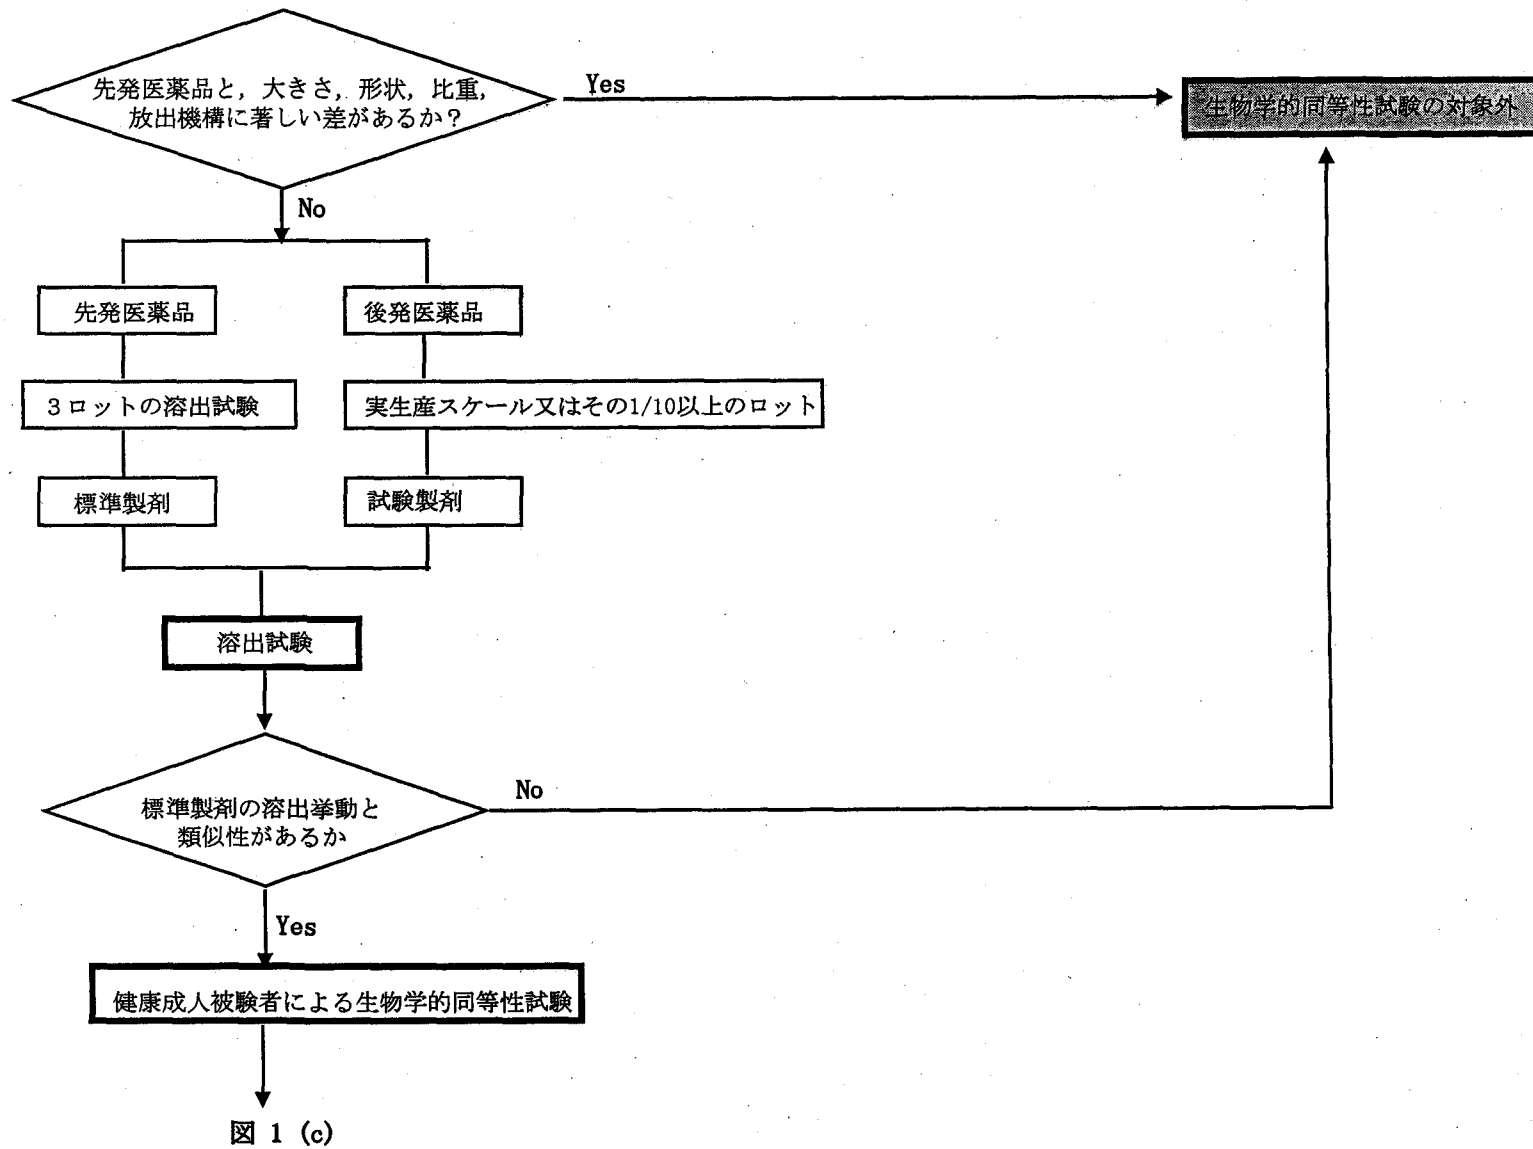 先発医薬品と, 大きさ, 形状, 比重,
放出機構に著しい差があるか?
Yes
生物学的同等性試験の対象外
No
先発医薬品
後発医薬品
3ロットの溶出試験
実生産スケール又はその1/10以上のロット
標準製剤
試験製剤
溶出試験
標準製剤の溶出挙動と
類似性があるか
No
Yes
健康成人被験者による生物学的同等性試験
図 1 (c)